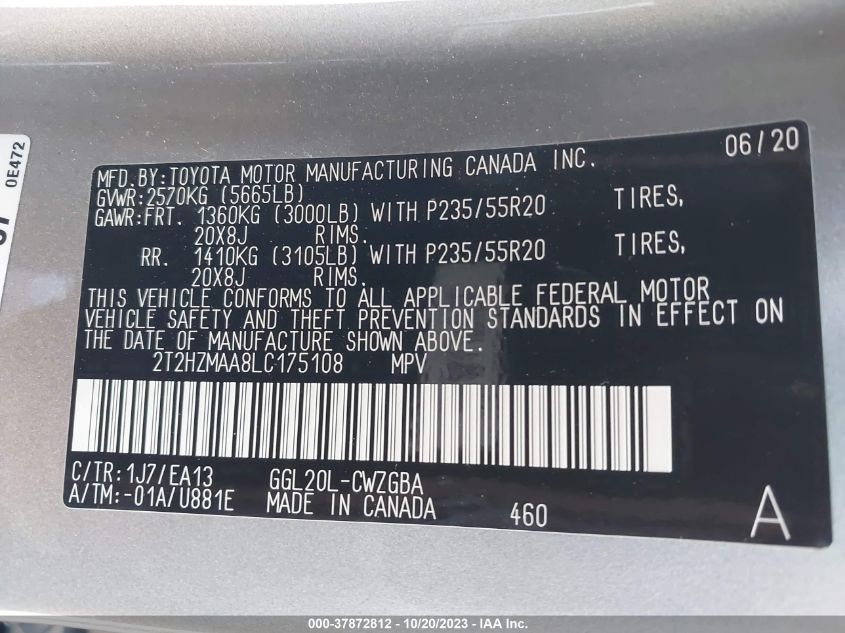 06/20
MFD.BY:TOYOTA MOTOR MANUFACTURING CANADA INC.
GVWR:2570KG (5665LB)
GAWR:FRT. 1360KG (3000LB) WITH P235/55R20 TIRES,
20X8J RIMS.
RR. 1410KG (3105LB) WITH P235/55R20 TIRES,
20X8J RIMS.
THIS VEHICLE CONFORMS TO ALL APPLICABLE FEDERAL MOTOR
VEHICLE SAFETY AND THEFT PREVENTION STANDARDS IN EFFECT ON
THE DATE OF MANUFACTURE SHOWN ABOVE.
2T2HZMAA8LC175108 MPV
C/TR:1J7/EA13 GGL20L-CWZGBA
A/TM:-01A/U881E MADE IN CANADA 460 A
0E472
000-37872812 - 10/20/2023 - IAA Inc.